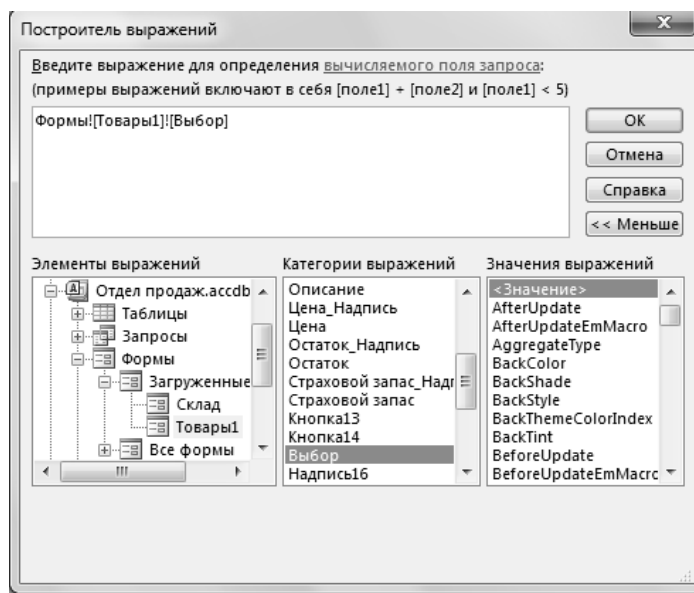 Построитель выражений
Введите выражение для определения вычисляемого поля запроса:
(примеры выражений включают в себя [поле1] + [поле2] и [поле1] < 5)
Формы![Товары1]![Выбор]
ОК
Отмена
Справка
<< Меньше
Элементы выражений
Отдел продаж.accdb
Таблицы
Запросы
Формы
Загруженные
Склад
Товары1
Все формы
Категории выражений
Описание
Цена_Надпись
Цена
Остаток_Надпись
Остаток
Страховой запас_Надг
Страховой запас
Кнопка13
Кнопка14
Выбор
Надпись16
Значения выражений
<Значение>
AfterUpdate
AfterUpdateEmMacro
AggregateType
BackColor
BackShade
BackStyle
BackThemeColorIndex
BackTint
BeforeUpdate
BeforeUpdateEmMacrc